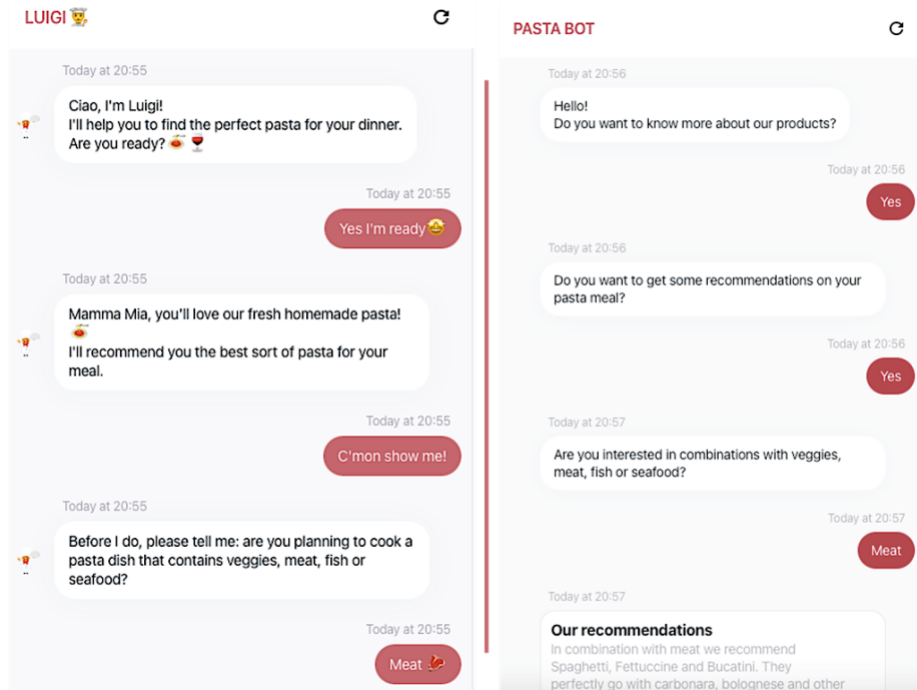 LUIGI
Today at 20:55
Ciao, I'm Luigi!
I'll help you to find the perfect pasta for your dinner.
Are you ready?
Today at 20:55
Yes I'm ready
Today at 20:55
Mamma Mia, you'll love our fresh homemade pasta!
I'll recommend you the best sort of pasta for your
meal.
Today at 20:55
C'mon show me!
Today at 20:55
Before I do, please tell me: are you planning to cook a
pasta dish that contains veggies, meat, fish or
seafood?
Today at 20:55
Meat
PASTA BOT
Today at 20:56
Hello!
Do you want to know more about our products?
Today at 20:56
Yes
Today at 20:56
Do you want to get some recommendations on your
pasta meal?
Today at 20:56
Yes
Today at 20:57
Are you interested in combinations with veggies,
meat, fish or seafood?
Today at 20:57
Meat
Today at 20:57
Our recommendations
In combination with meat we recommend
Spaghetti, Fettuccine and Bucatini. They
perfectly go with carbonara, bolognese and other